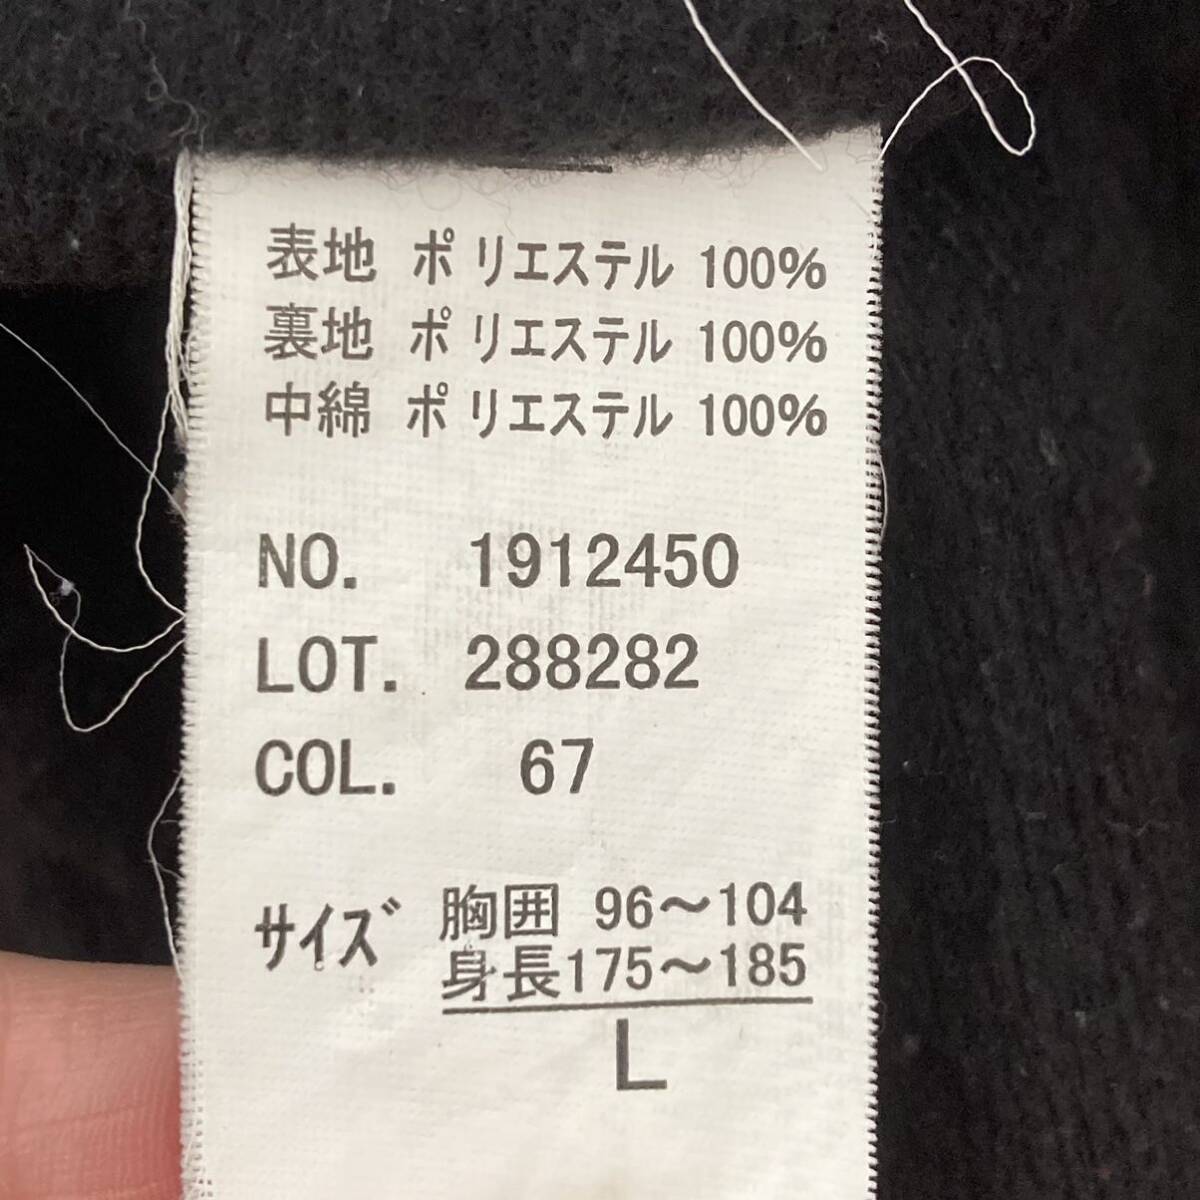 表地 ポリエステル 100%
裏地 ポリエステル 100%
中綿 ポリエステル 100%
NO. 1912450
LOT. 288282
COL. 67
サイズ 胸囲 96〜104
身長175〜185
L